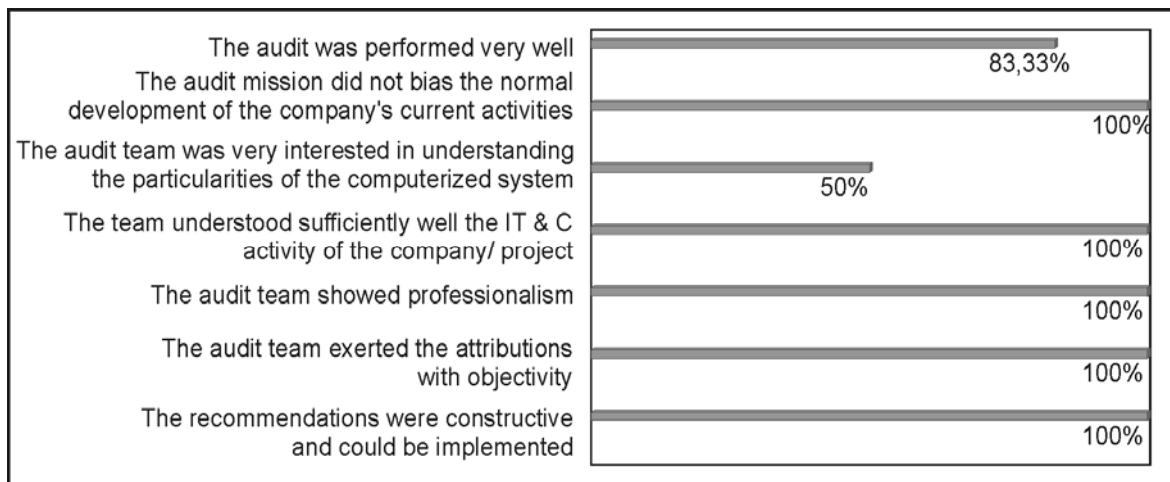 The audit was performed very well
83,33%
The audit mission did not bias the normal
development of the company's current activities
100%
The audit team was very interested in understanding
the particularities of the computerized system
50%
The team understood sufficiently well the IT & C
activity of the company/ project
100%
The audit team showed professionalism
100%
The audit team exerted the attributions
with objectivity
100%
The recommendations were constructive
and could be implemented
100%